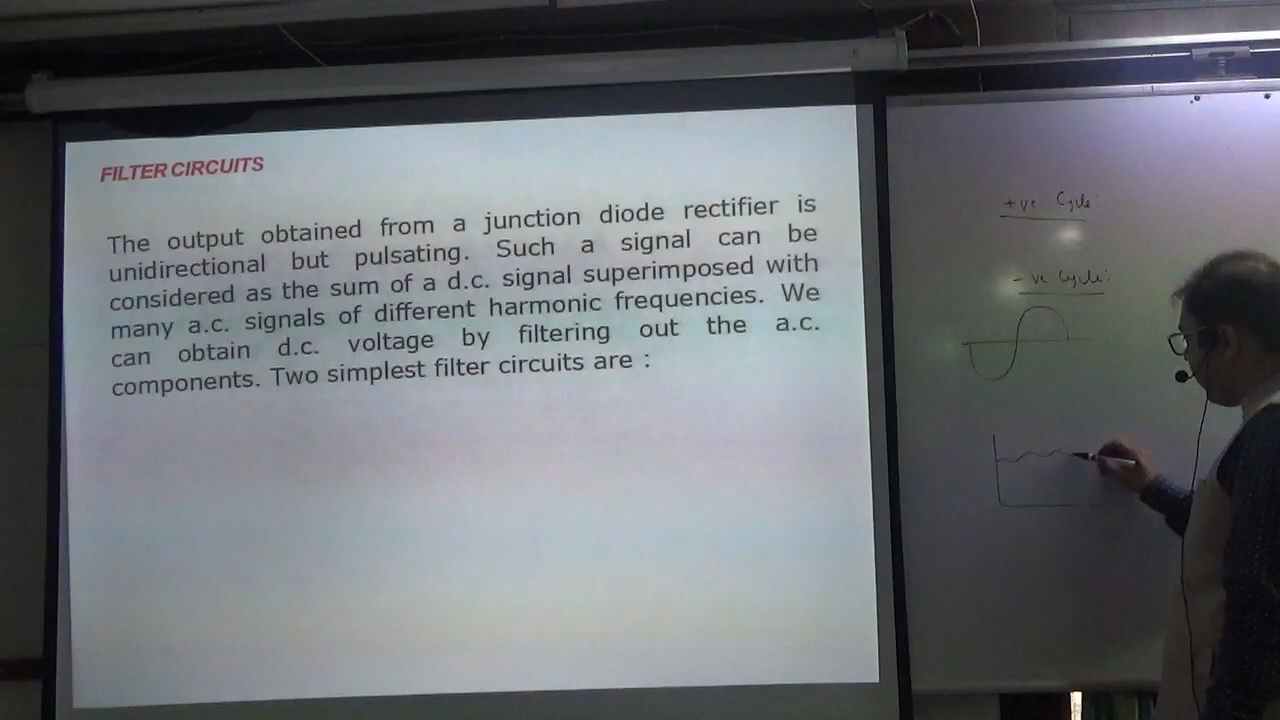 FILTER CIRCUITS
The output obtained from a junction diode rectifier is
unidirectional but pulsating. Such a signal can be
considered as the sum of a d.c. signal superimposed with
many a.c. signals of different harmonic frequencies. We
can obtain d.c. voltage by filtering out the a.c.
components. Two simplest filter circuits are :
+ve Cycle:
-ve Cycle: